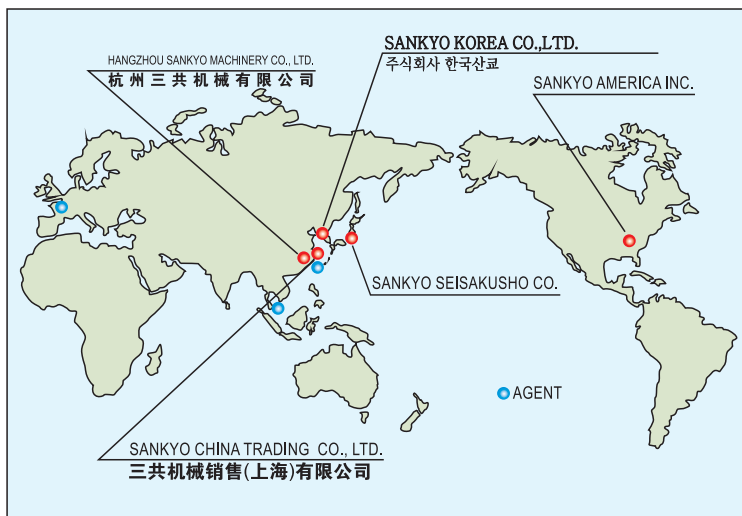 SANKYO KOREA CO.,LTD.
주식회사 한국산쿄
HANGZHOU SANKYO MACHINERY CO., LTD.
杭州三共机械有限公司
SANKYO AMERICA INC.
SANKYO SEISAKUSHO CO.
AGENT
SANKYO CHINA TRADING CO., LTD.
三共机械销售(上海)有限公司